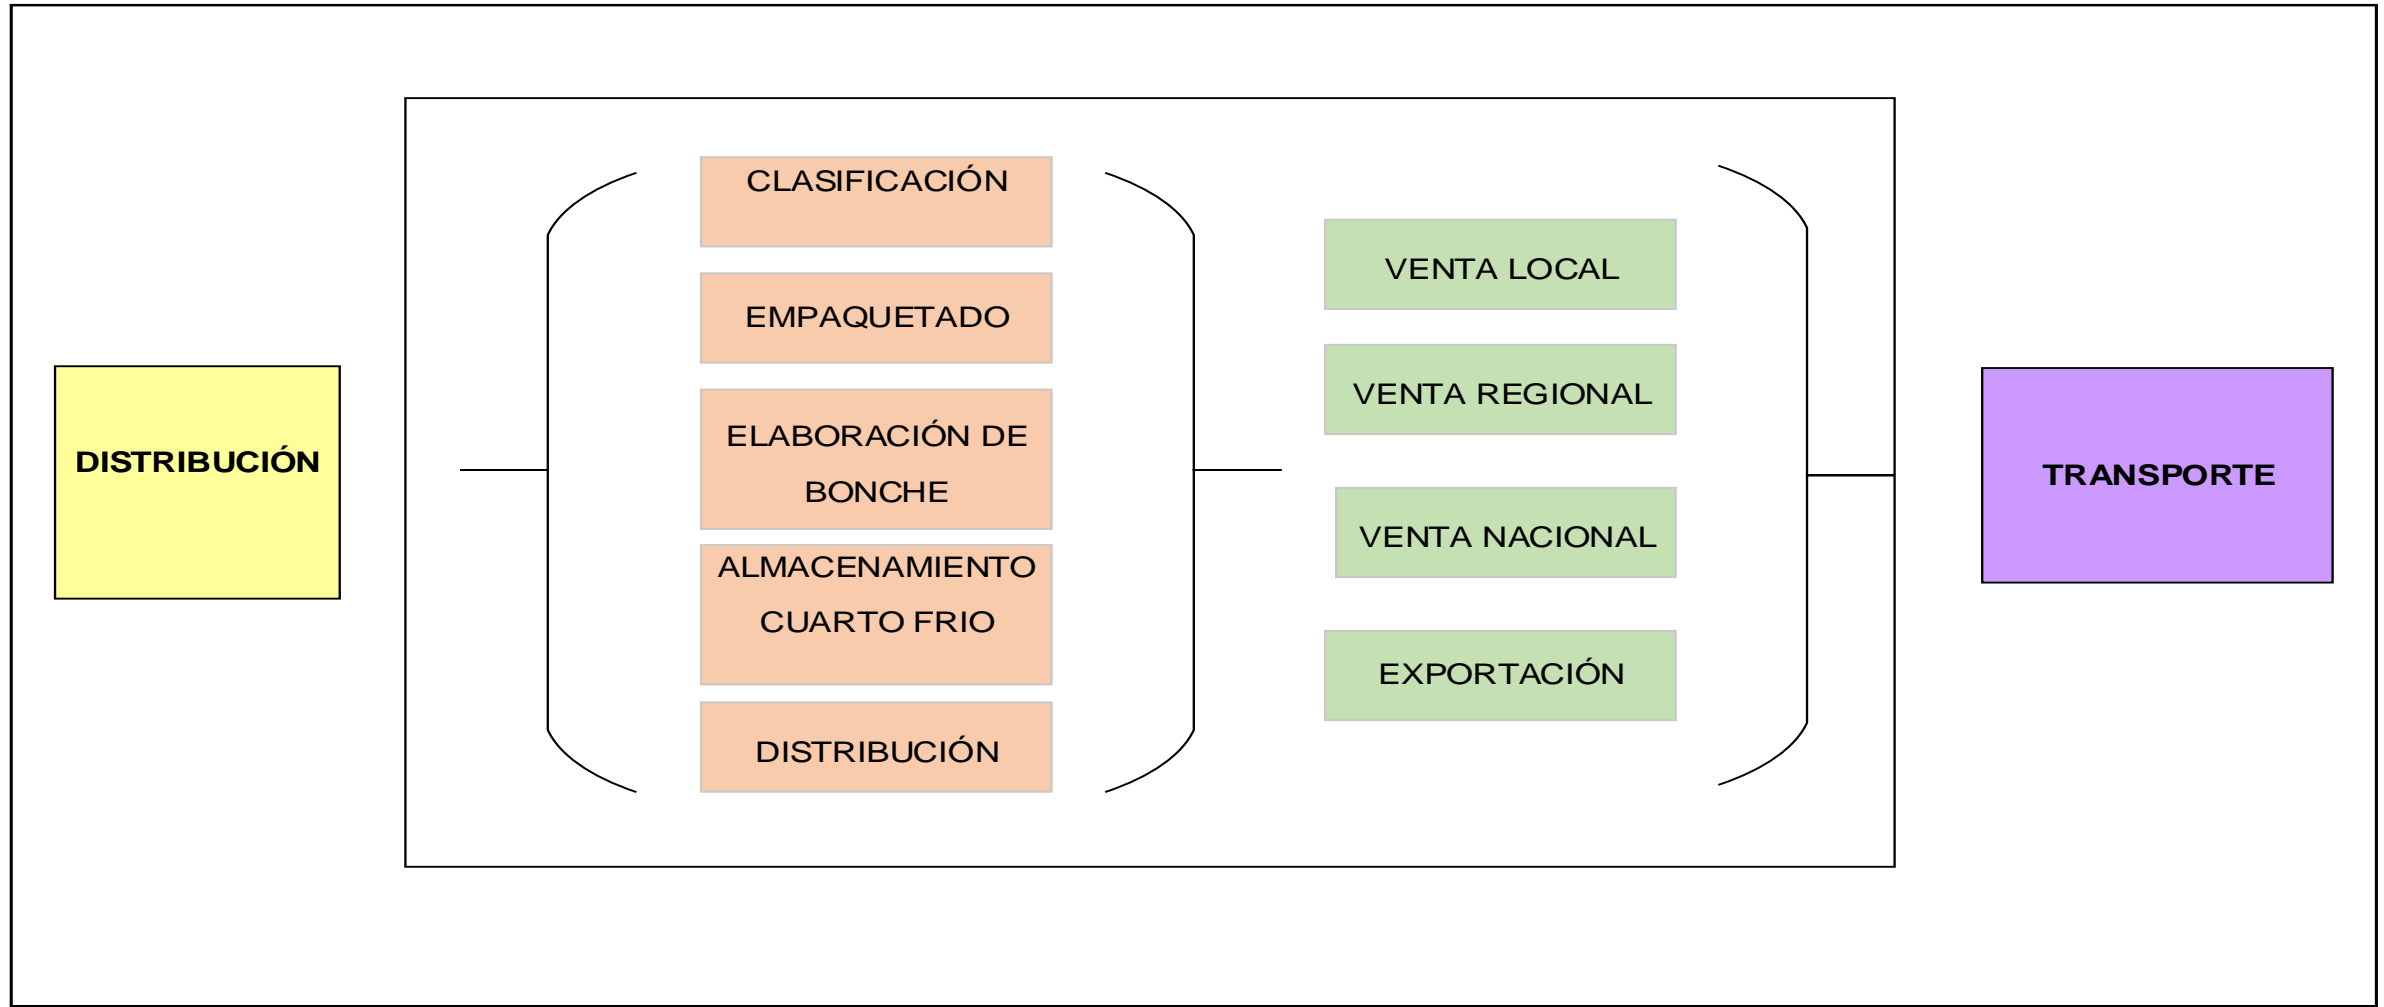 DISTRIBUCIÓN
CLASIFICACIÓN
EMPAQUETADO
ELABORACIÓN DE
BONCHE
ALMACENAMIENTO
CUARTO FRIO
DISTRIBUCIÓN
VENTA LOCAL
VENTA REGIONAL
VENTA NACIONAL
EXPORTACIÓN
TRANSPORTE